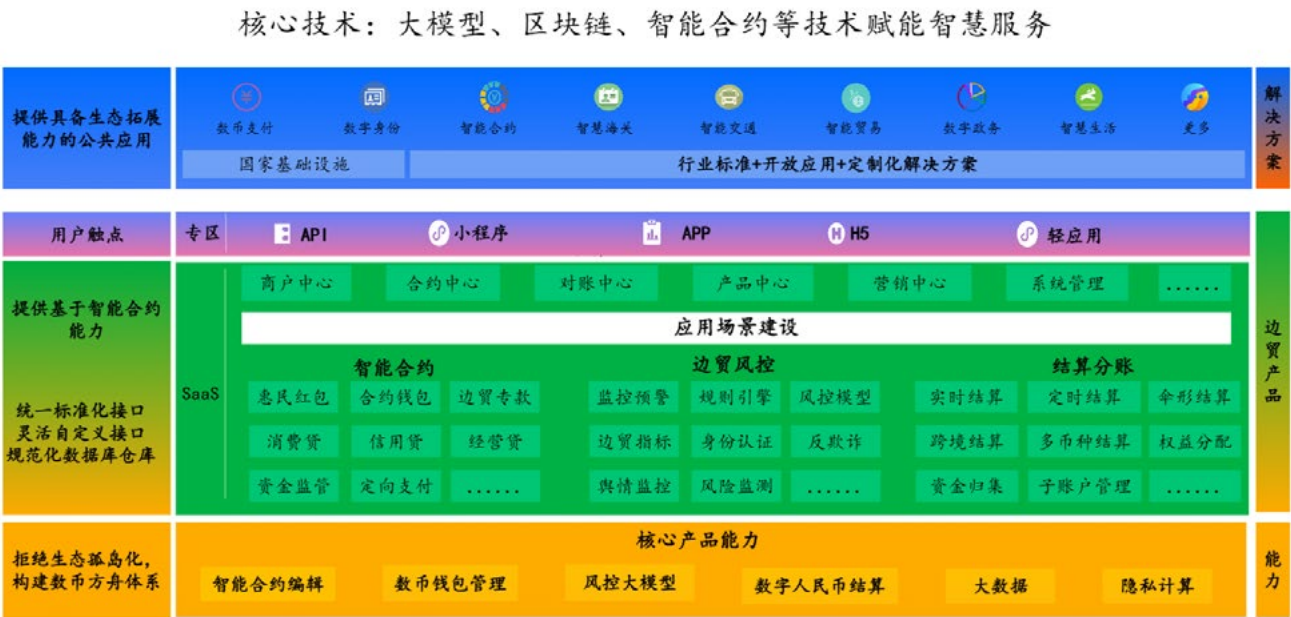 核心技术：大模型、区块链、智能合约等技术赋能智慧服务
提供具备生态拓展
能力的公共应用
数币支付 数字身份 智能合约 智慧海关 智能交通 智能贸易 数字政务 智慧生活 更多
国家基础设施 行业标准+开放应用+定制化解决方案
解决方案
用户触点 专区 API 小程序 APP H5 轻应用
提供基于智能合约
能力
统一标准化接口
灵活自定义接口
规范化数据库仓库
SaaS
商户中心 合约中心 对账中心 产品中心 营销中心 系统管理 ......
应用场景建设
智能合约 边贸风控 结算分账
惠民红包 合约钱包 边贸专款 监控预警 规则引擎 风控模型 实时结算 定时结算 伞形结算
消费贷 信用贷 经营贷 边贸指标 身份认证 反欺诈 跨境结算 多币种结算 权益分配
资金监管 定向支付 ...... 舆情监控 风险监测 ...... 资金归集 子账户管理 ......
边贸产品
拒绝生态孤岛化，
构建数币方舟体系
核心产品能力
智能合约编辑 数币钱包管理 风控大模型 数字人民币结算 大数据 隐私计算
能力